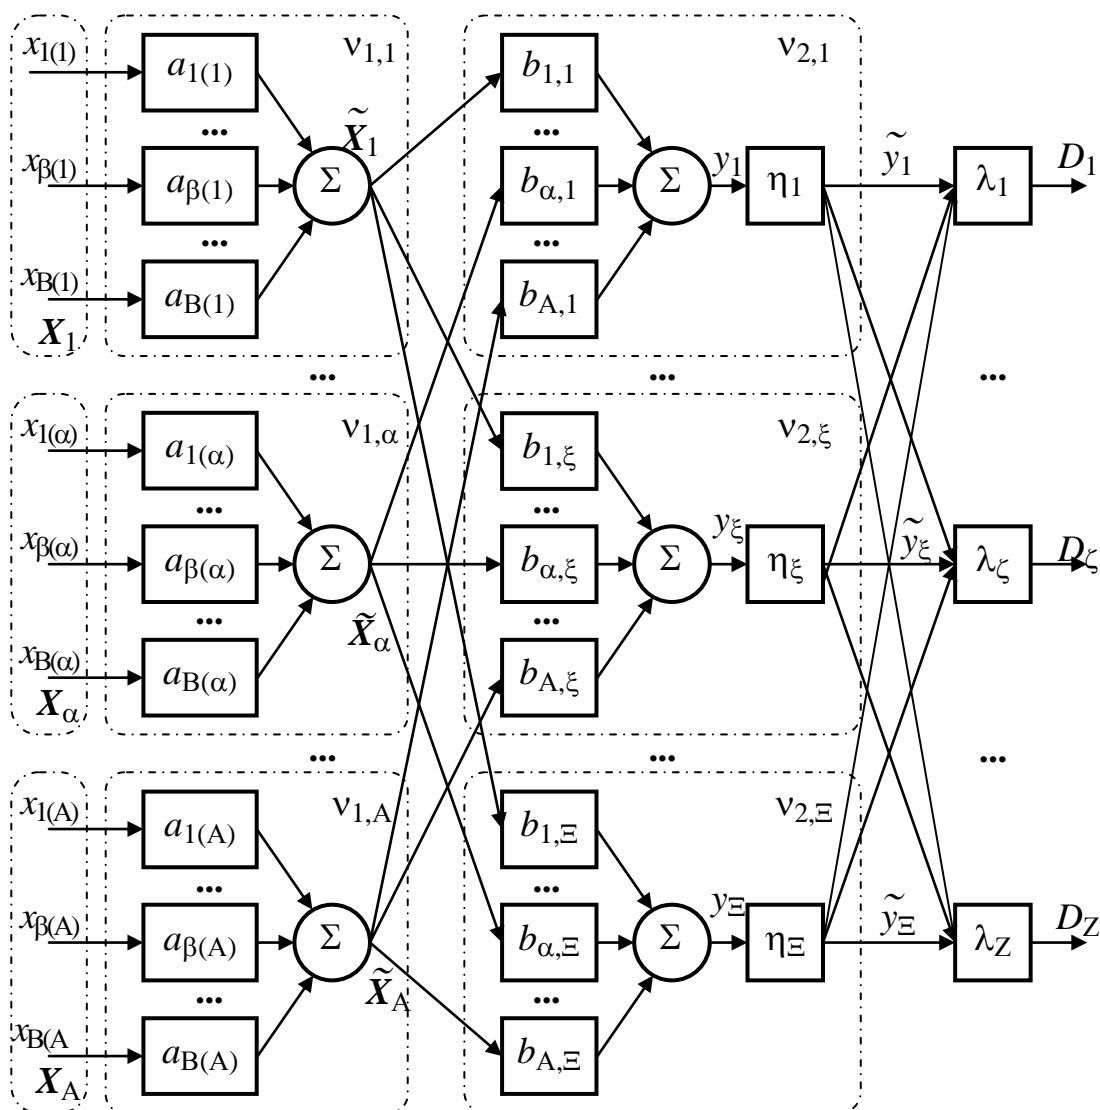 x1(1) a1(1) ν1,1 b1,1 ν2,1
... X̃1 ...
xβ(1) aβ(1) Σ bα,1 Σ y1 η1 ỹ1 λ1 D1
... ...
xB(1) aB(1) bA,1
X1
... ... ...
x1(α) a1(α) ν1,α b1,ξ ν2,ξ
... ...
xβ(α) aβ(α) Σ bα,ξ Σ yξ ηξ ỹξ λζ Dζ
... X̃α ...
xB(α) aB(α) bA,ξ
Xα
... ... ...
x1(A) a1(A) ν1,A b1,Ξ ν2,Ξ
... ...
xβ(A) aβ(A) Σ bα,Ξ Σ yΞ ηΞ ỹΞ λZ DZ
... X̃A ...
xB(A aB(A) bA,Ξ
XA